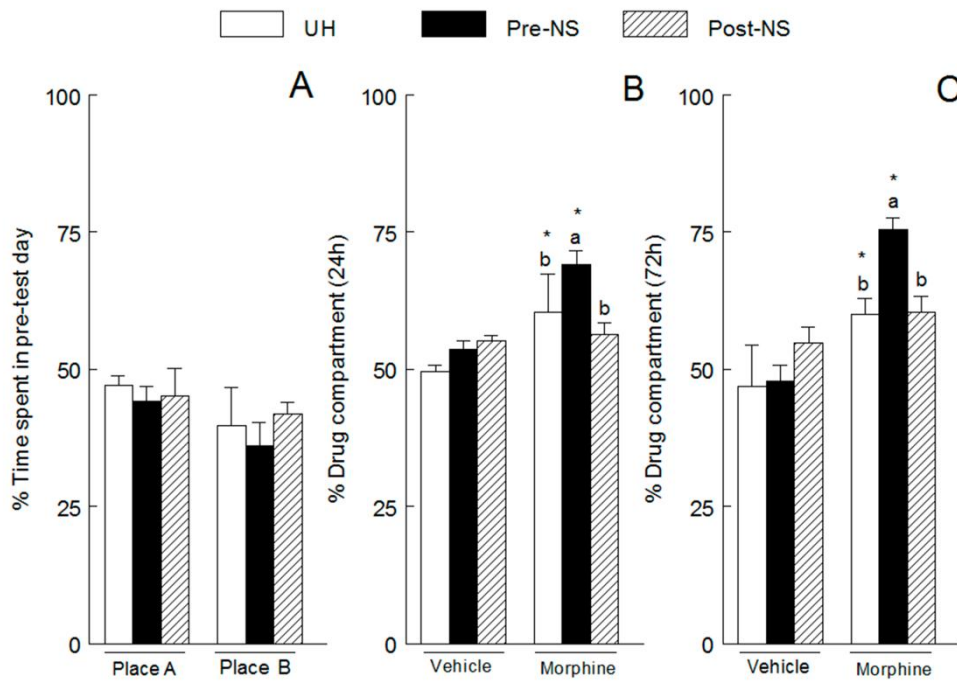 UH Pre-NS Post-NS
A B C
% Time spent in pre-test day
100
75
50
25
0
Place A Place B
% Drug compartment (24h)
100
75
50
25
0
* *
b a b
Vehicle Morphine
% Drug compartment (72h)
100
75
50
25
0
*
a
*
b b
Vehicle Morphine